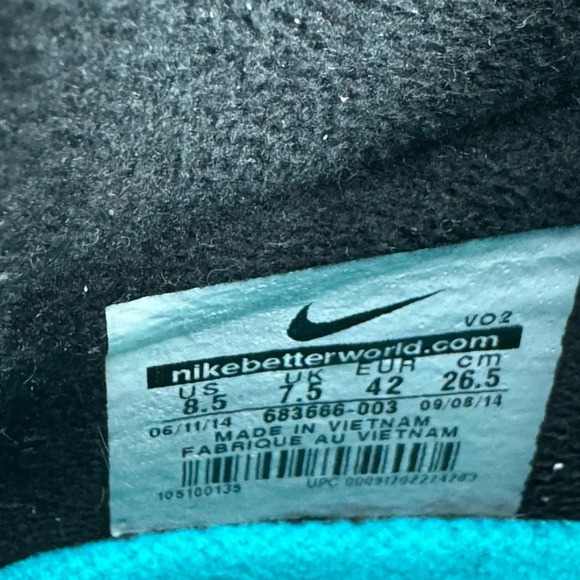 VO2
nikebetterworld.com
US UK EUR cm
8.5 7.5 42 26.5
06/11/14 683666-003 09/08/14
MADE IN VIETNAM
FABRIQUE AU VIETNAM
105100135 UPC